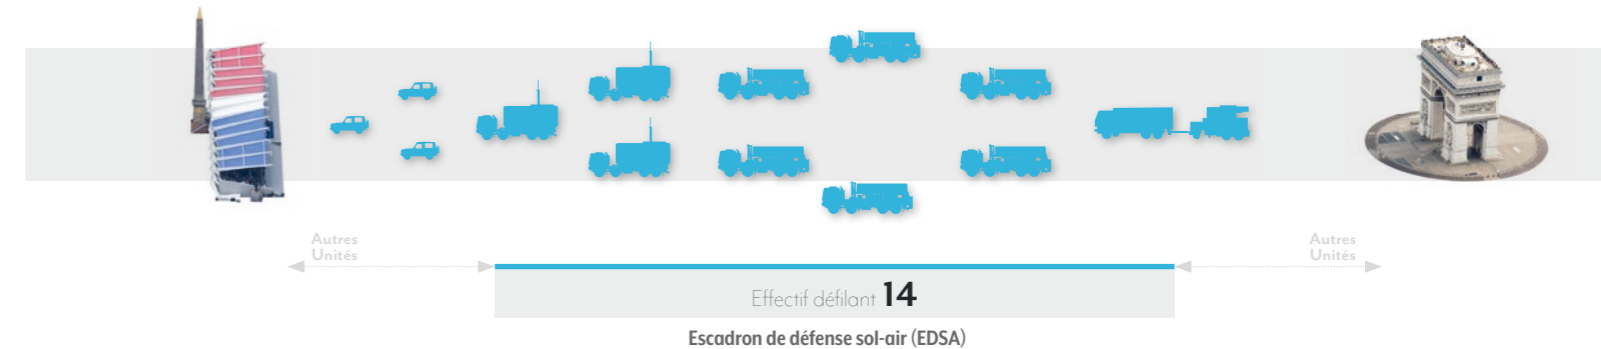 Autres
Unités
Autres
Unités
Effectif défilant 14
Escadron de défense sol-air (EDSA)